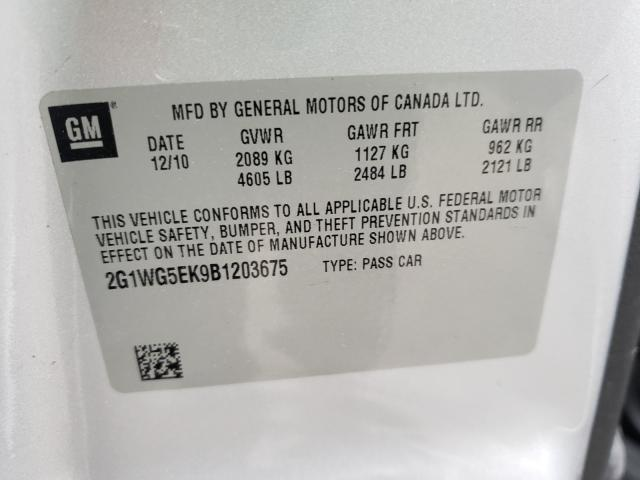 GM
MFD BY GENERAL MOTORS OF CANADA LTD.
DATE GVWR GAWR FRT GAWR RR
12/10 2089 KG 1127 KG 962 KG
4605 LB 2484 LB 2121 LB
THIS VEHICLE CONFORMS TO ALL APPLICABLE U.S. FEDERAL MOTOR
VEHICLE SAFETY, BUMPER, AND THEFT PREVENTION STANDARDS IN
EFFECT ON THE DATE OF MANUFACTURE SHOWN ABOVE.
2G1WG5EK9B1203675 TYPE: PASS CAR